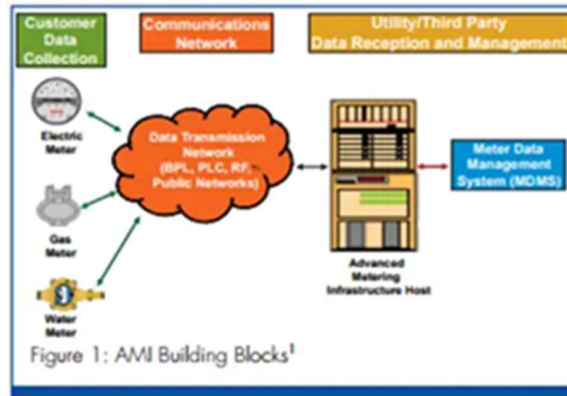 Customer
Data
Collection
Communications
Network
Utility/Third Party
Data Reception and Management
Electric
Meter
Data Transmission
Network
(BPL, PLC, RF,
Public Networks)
Meter Data
Management
System (MDMS)
Gas
Meter
Advanced
Metering
Infrastructure Host
Water
Meter
Figure 1: AMI Building Blocks¹